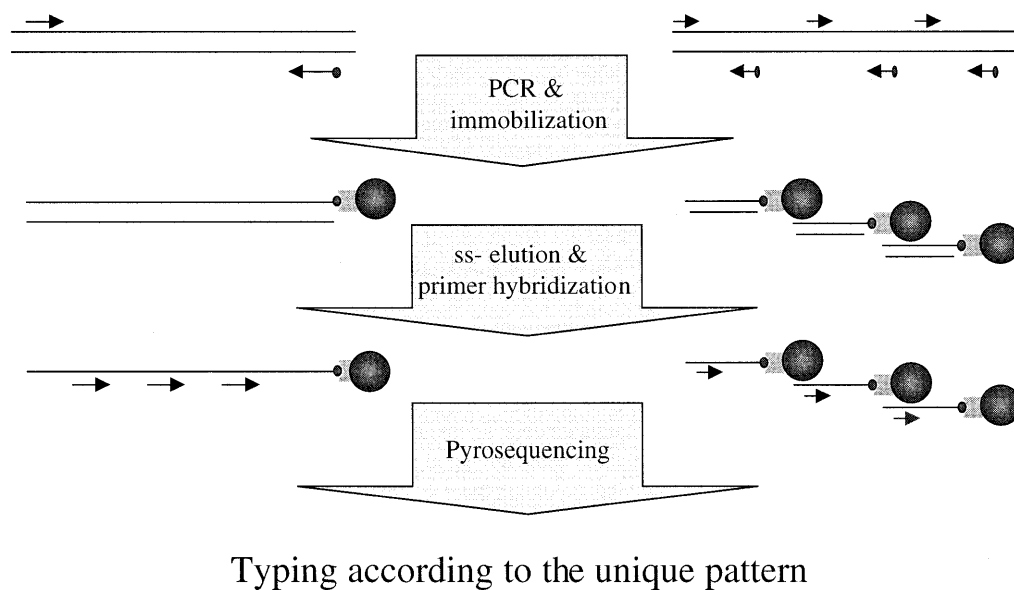 PCR &
immobilization
ss- elution &
primer hybridization
Pyrosequencing
Typing according to the unique pattern